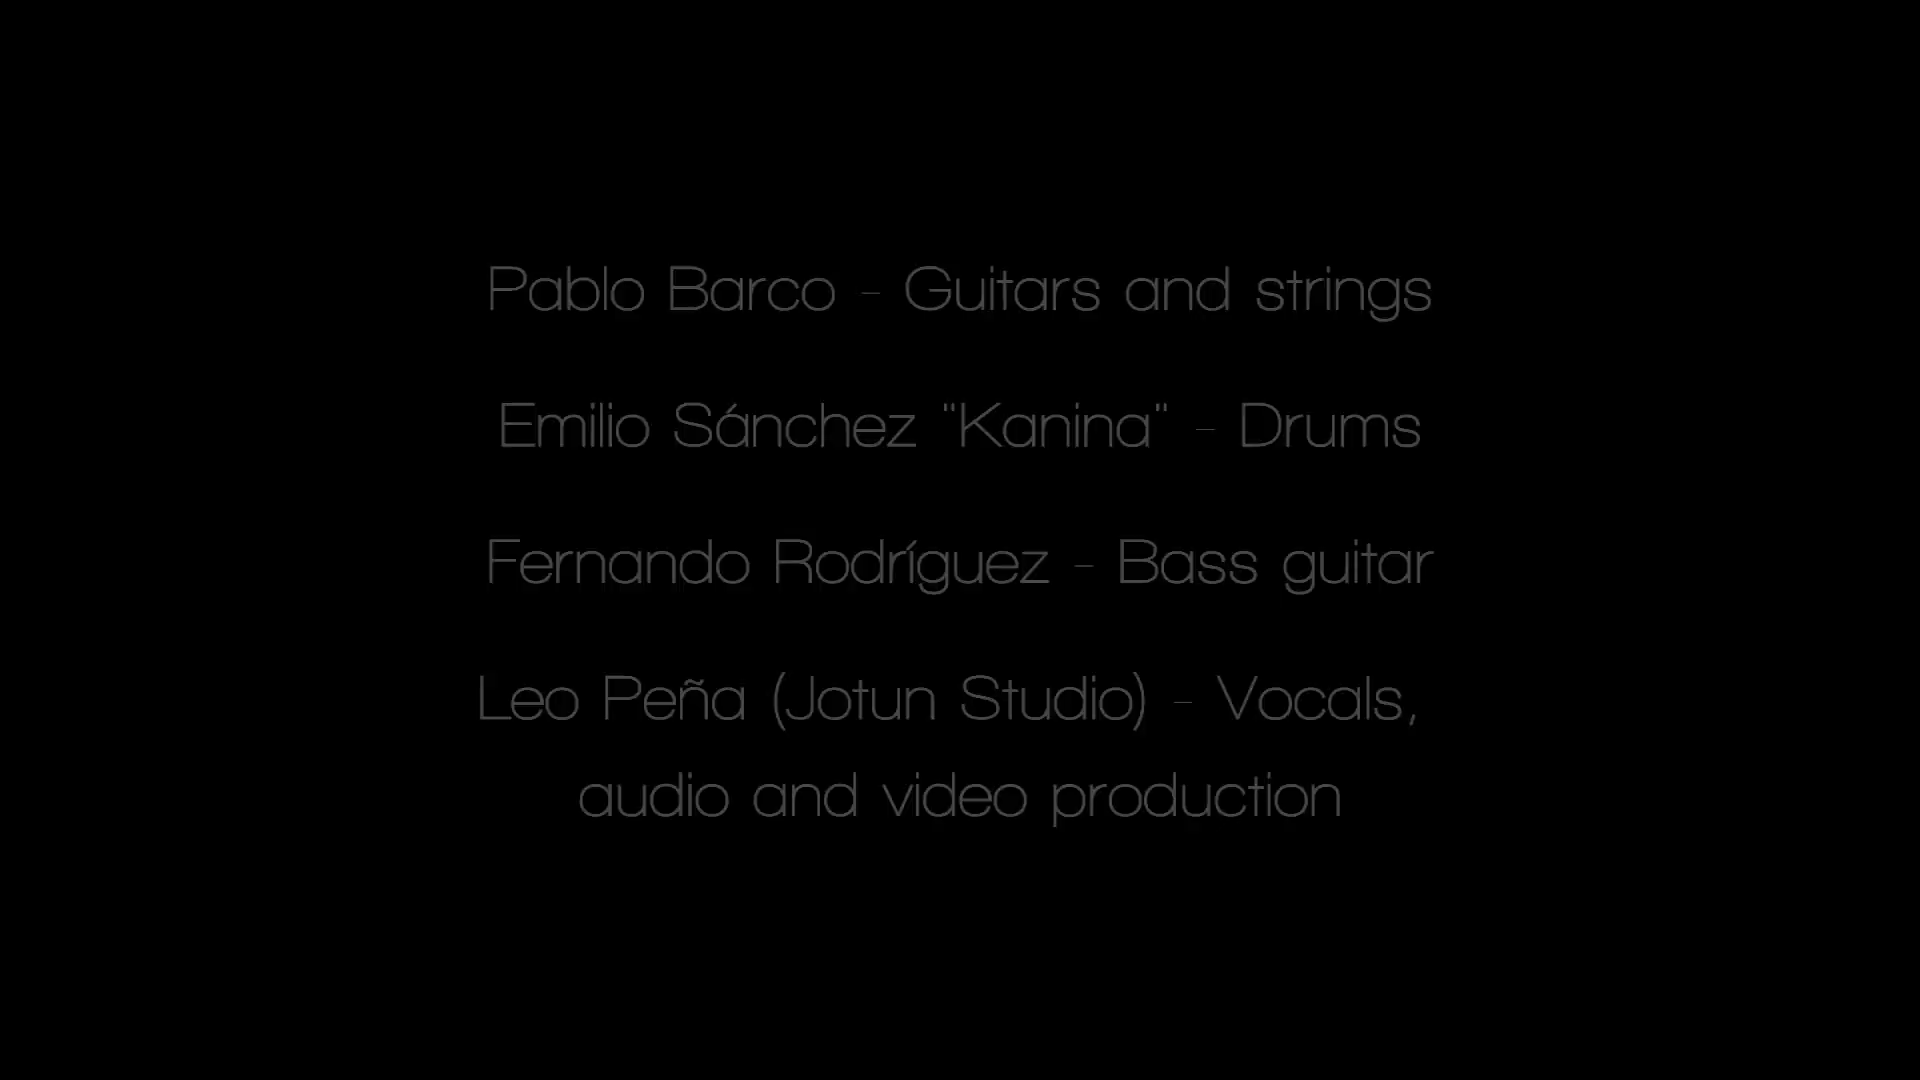 Pablo Barco - Guitars and strings
Emilio Sánchez "Kanina" - Drums
Fernando Rodríguez - Bass guitar
Leo Peña (Jotun Studio) - Vocals,
audio and video production